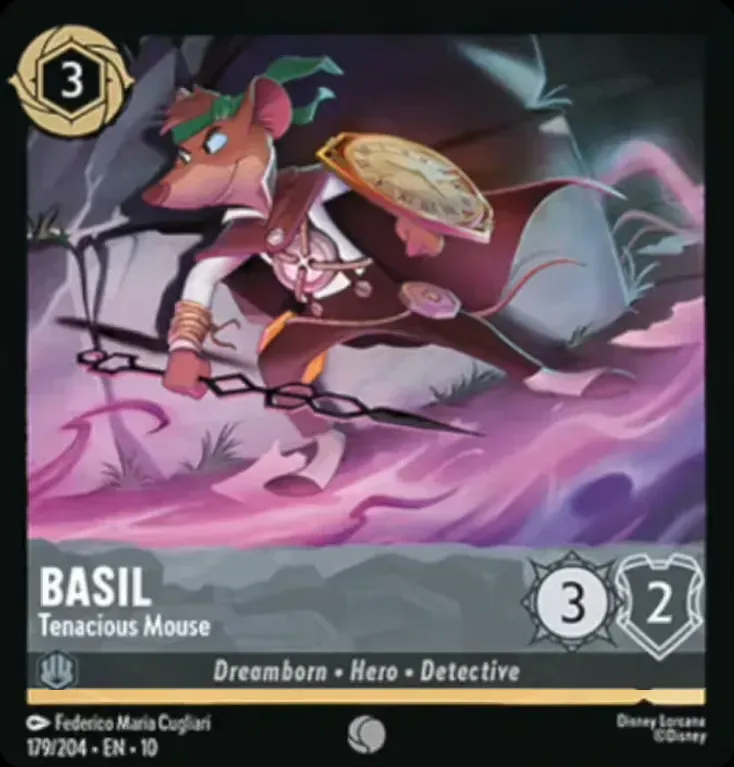 3
BASIL
Tenacious Mouse
3 2
Dreamborn • Hero • Detective
Federico Maria Cugliari
179/204 • EN • 10
Disney Lorcana
©Disney